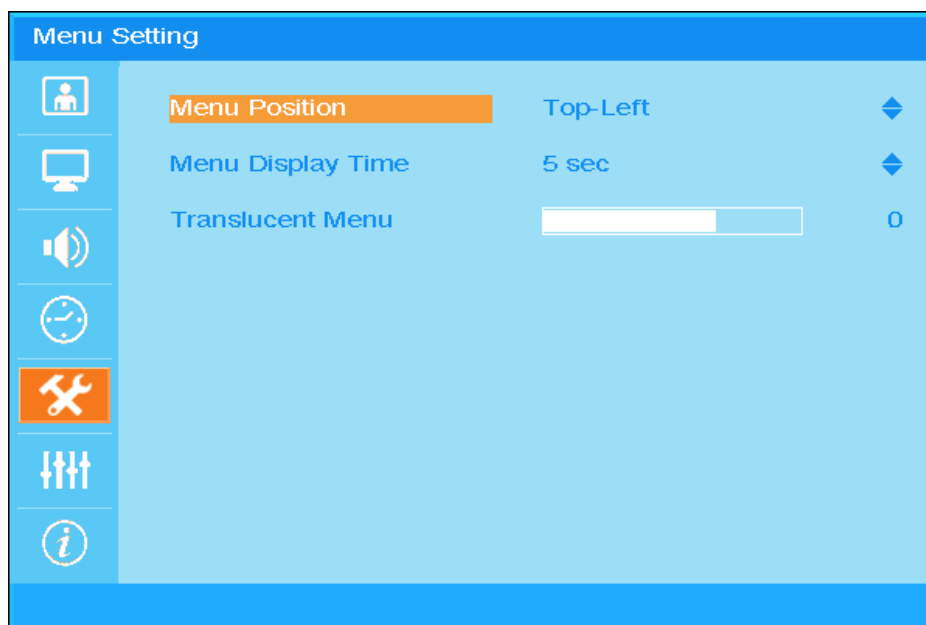 Menu Setting
Menu Position Top-Left
Menu Display Time 5 sec
Translucent Menu 0